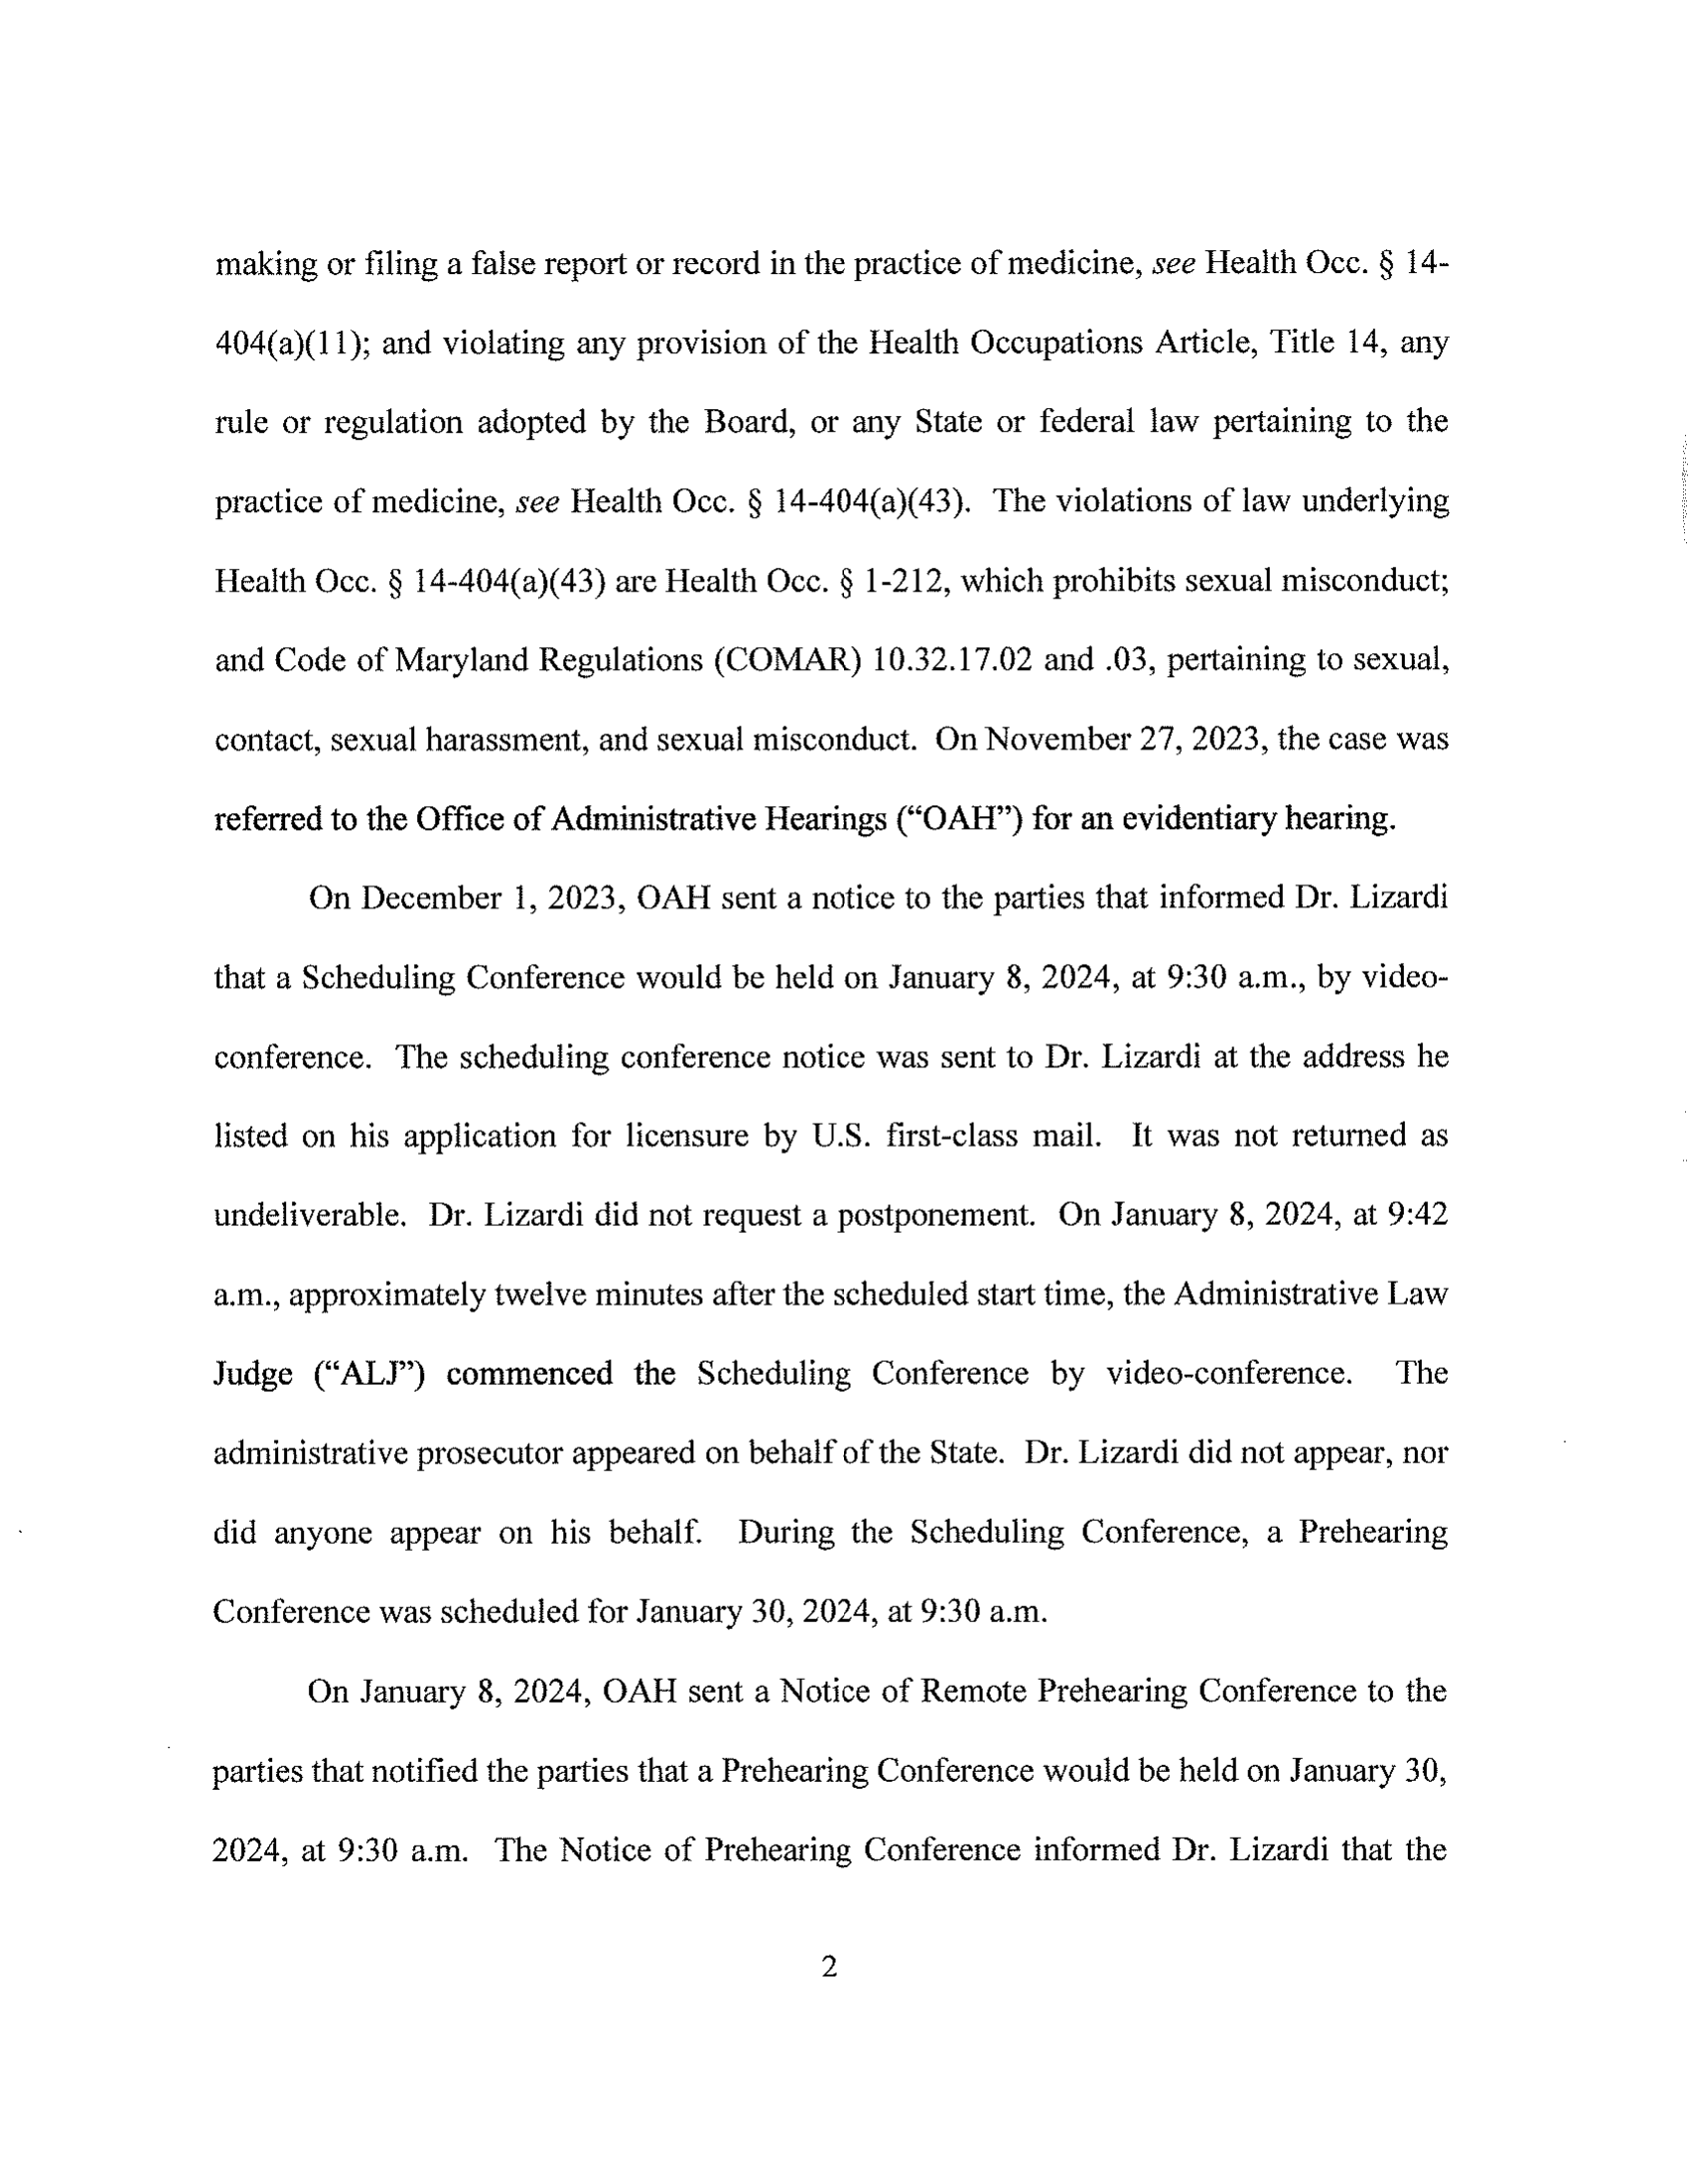 making or filing a false report or record in the practice of medicine, see Health Occ. § 14-
404(a)(11); and violating any provision of the Health Occupations Article, Title 14, any
rule or regulation adopted by the Board, or any State or federal law pertaining to the
practice of medicine, see Health Occ. § 14-404(a)(43). The violations of law underlying
Health Occ. § 14-404(a)(43) are Health Occ. § 1-212, which prohibits sexual misconduct;
and Code of Maryland Regulations (COMAR) 10.32.17.02 and .03, pertaining to sexual,
contact, sexual harassment, and sexual misconduct. On November 27, 2023, the case was
referred to the Office of Administrative Hearings (“OAH”) for an evidentiary hearing.
On December 1, 2023, OAH sent a notice to the parties that informed Dr. Lizardi
that a Scheduling Conference would be held on January 8, 2024, at 9:30 a.m., by video-
conference. The scheduling conference notice was sent to Dr. Lizardi at the address he
listed on his application for licensure by U.S. first-class mail. It was not returned as
undeliverable. Dr. Lizardi did not request a postponement. On January 8, 2024, at 9:42
a.m., approximately twelve minutes after the scheduled start time, the Administrative Law
Judge (“ALJ”) commenced the Scheduling Conference by video-conference. The
administrative prosecutor appeared on behalf of the State. Dr. Lizardi did not appear, nor
did anyone appear on his behalf. During the Scheduling Conference, a Prehearing
Conference was scheduled for January 30, 2024, at 9:30 a.m.
On January 8, 2024, OAH sent a Notice of Remote Prehearing Conference to the
parties that notified the parties that a Prehearing Conference would be held on January 30,
2024, at 9:30 a.m. The Notice of Prehearing Conference informed Dr. Lizardi that the
2